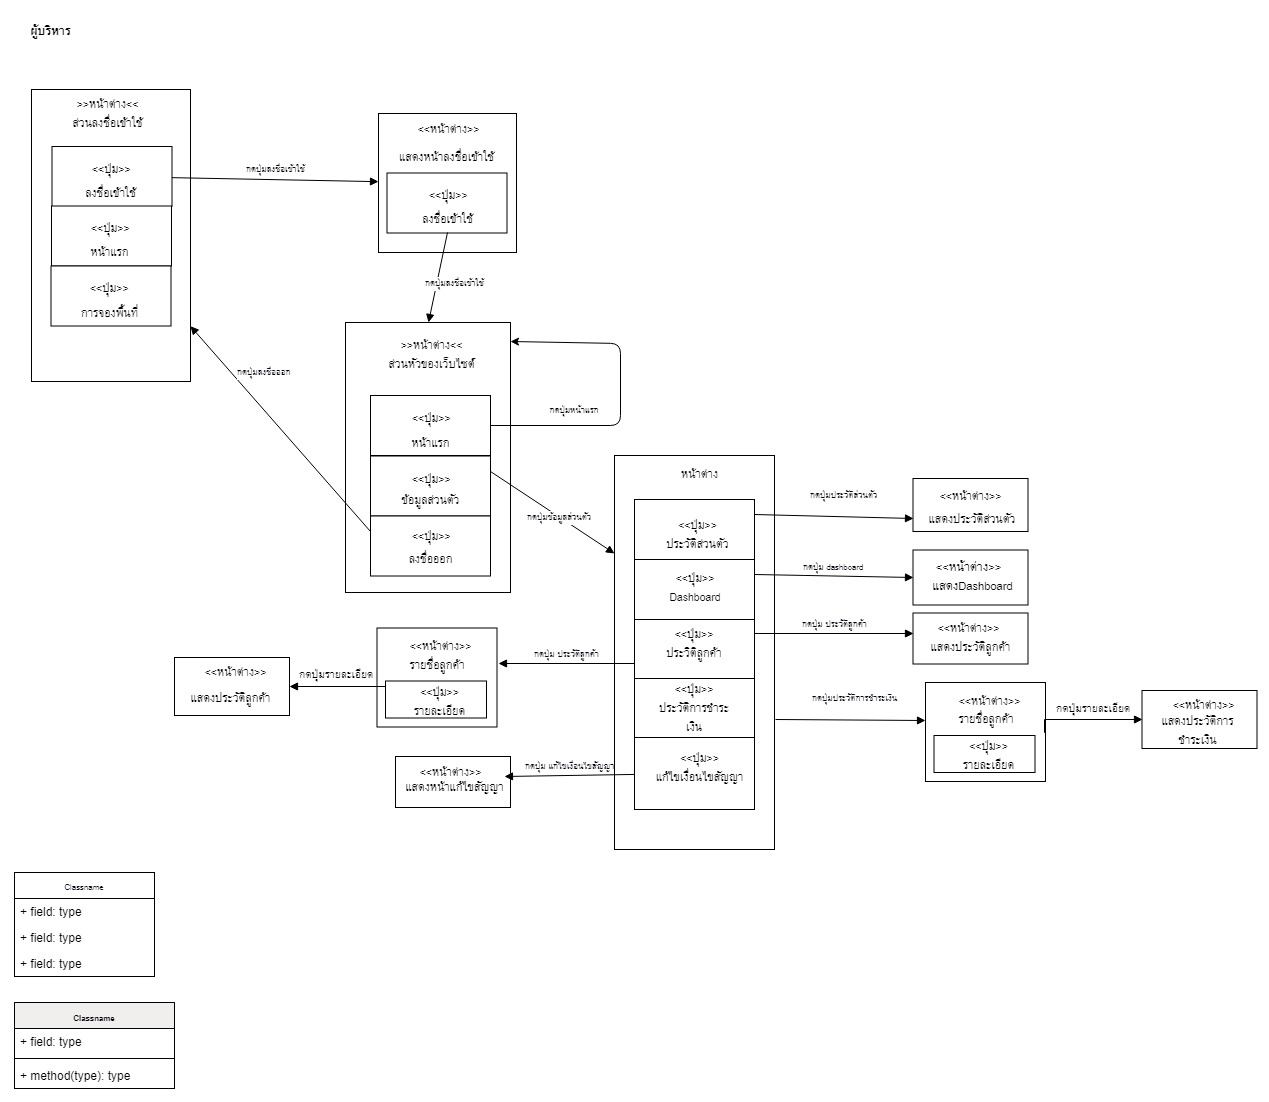 ผู้บริหาร
>>หน้าต่าง<<
ส่วนลงชื่อเข้าใช้
<<ปุ่ม>>
ลงชื่อเข้าใช้
<<ปุ่ม>>
หน้าแรก
<<ปุ่ม>>
การจองพื้นที่
กดปุ่มลงชื่อเข้าใช้
<<หน้าต่าง>>
แสดงหน้าลงชื่อเข้าใช้
<<ปุ่ม>>
ลงชื่อเข้าใช้
กดปุ่มลงชื่อเข้าใช้
กดปุ่มลงชื่อออก
>>หน้าต่าง<<
ส่วนหัวของเว็บไซต์
<<ปุ่ม>>
หน้าแรก
<<ปุ่ม>>
ข้อมูลส่วนตัว
<<ปุ่ม>>
ลงชื่อออก
กดปุ่มหน้าแรก
กดปุ่มข้อมูลส่วนตัว
หน้าต่าง
<<ปุ่ม>>
ประวัติส่วนตัว
<<ปุ่ม>>
Dashboard
<<ปุ่ม>>
ประวัติลูกค้า
<<ปุ่ม>>
ประวัติการชำระ
เงิน
<<ปุ่ม>>
แก้ไขเงื่อนไขสัญญา
กดปุ่มประวัติส่วนตัว
<<หน้าต่าง>>
แสดงประวัติส่วนตัว
กดปุ่ม dashboard
<<หน้าต่าง>>
แสดงDashboard
กดปุ่ม ประวัติลูกค้า
<<หน้าต่าง>>
แสดงประวัติลูกค้า
กดปุ่ม ประวัติลูกค้า
<<หน้าต่าง>>
รายชื่อลูกค้า
<<ปุ่ม>>
รายละเอียด
กดปุ่มรายละเอียด
<<หน้าต่าง>>
แสดงประวัติลูกค้า
กดปุ่มประวัติการชำระเงิน
<<หน้าต่าง>>
รายชื่อลูกค้า
<<ปุ่ม>>
รายละเอียด
กดปุ่มรายละเอียด
<<หน้าต่าง>>
แสดงประวัติการ
ชำระเงิน
กดปุ่ม แก้ไขเงื่อนไขสัญญา
<<หน้าต่าง>>
แสดงหน้าแก้ไขสัญญา
Classname
+ field: type
+ field: type
+ field: type
Classname
+ field: type
+ method(type): type